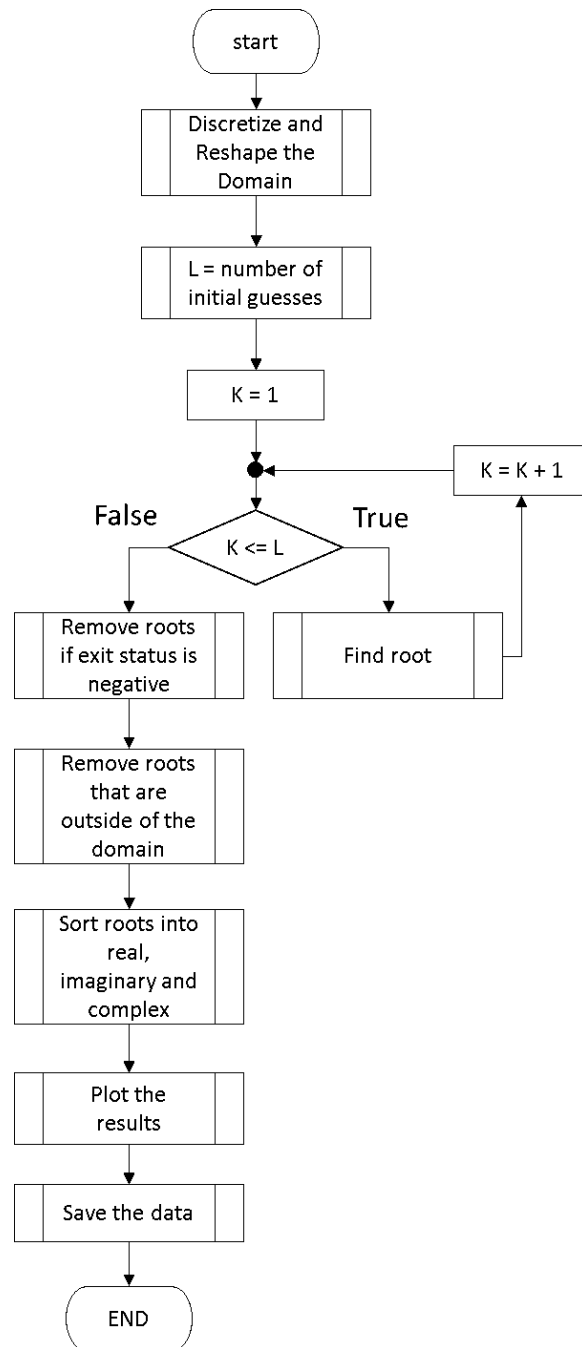 start
Discretize and
Reshape the
Domain
L = number of
initial guesses
K = 1
K = K + 1
False
True
K <= L
Remove roots
if exit status is
negative
Find root
Remove roots
that are
outside of the
domain
Sort roots into
real,
imaginary and
complex
Plot the
results
Save the data
END